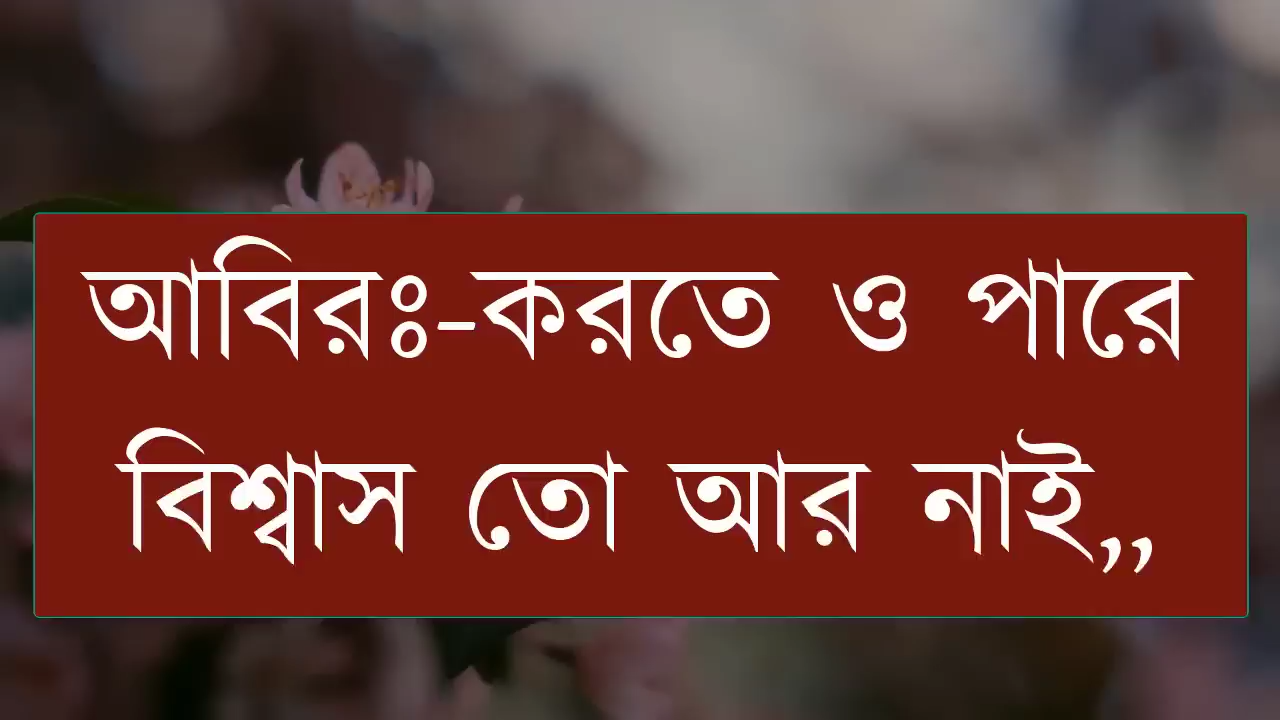 আবিরঃ-করতে ও পারে
বিশ্বাস তো আর নাই,,